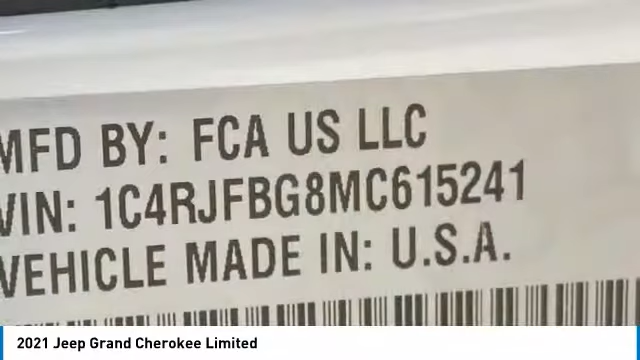 MFD BY: FCA US LLC
VIN: 1C4RJFBG8MC615241
VEHICLE MADE IN: U.S.A.
2021 Jeep Grand Cherokee Limited